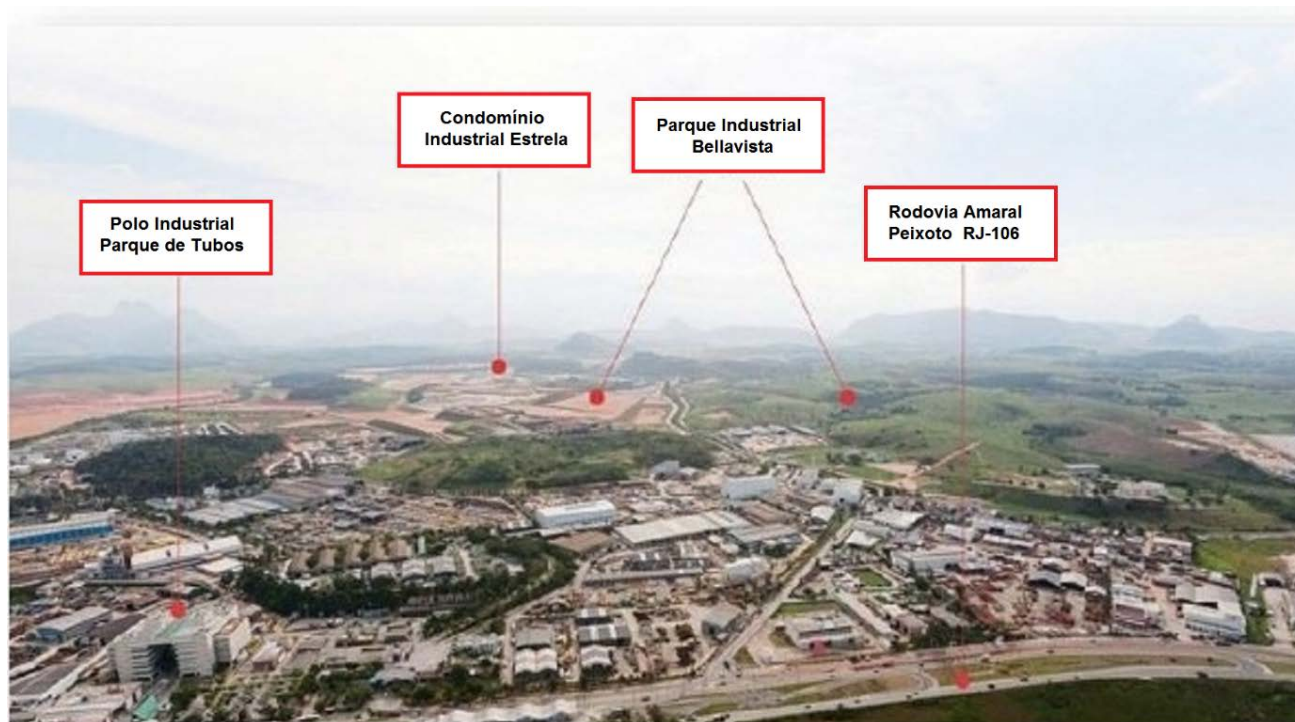 Condomínio
Industrial Estrela
Parque Industrial
Bellavista
Polo Industrial
Parque de Tubos
Rodovia Amaral
Peixoto RJ-106